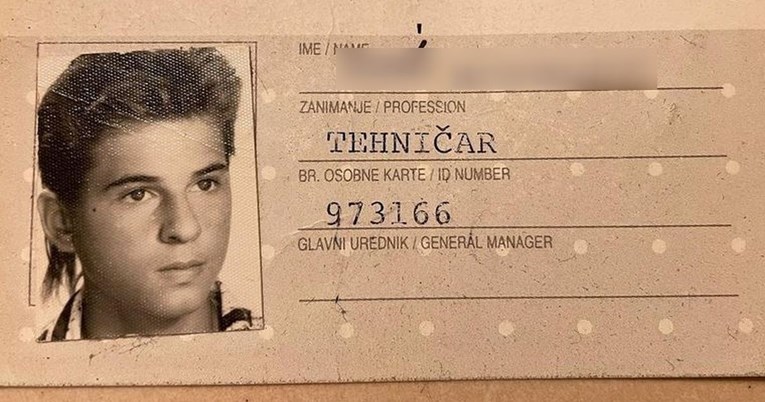 IME / NAME
ZANIMANJE / PROFESSION
TEHNIČAR
BR. OSOBNE KARTE / ID NUMBER
973166
GLAVNI UREDNIK / GENERAL MANAGER